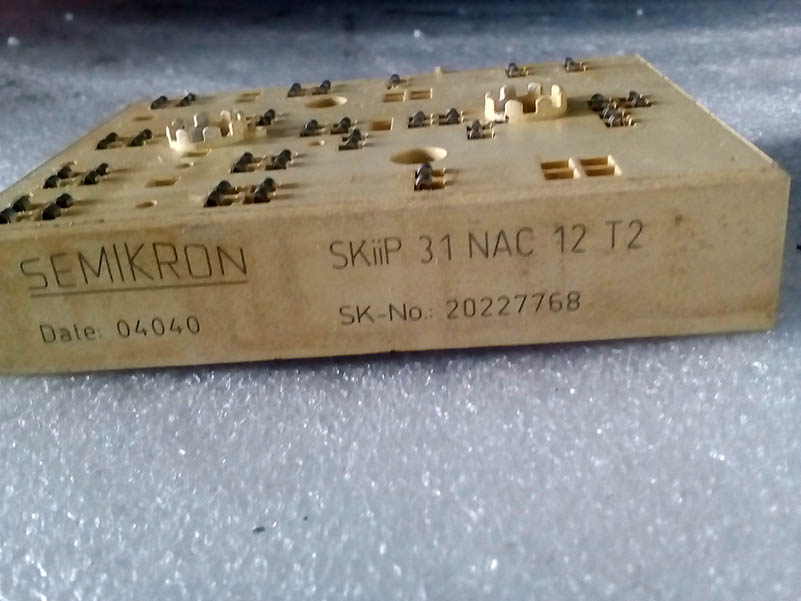 SEMIKRON
SKiiP 31 NAC 12 T2
Date: 04040
SK-No.: 20227768